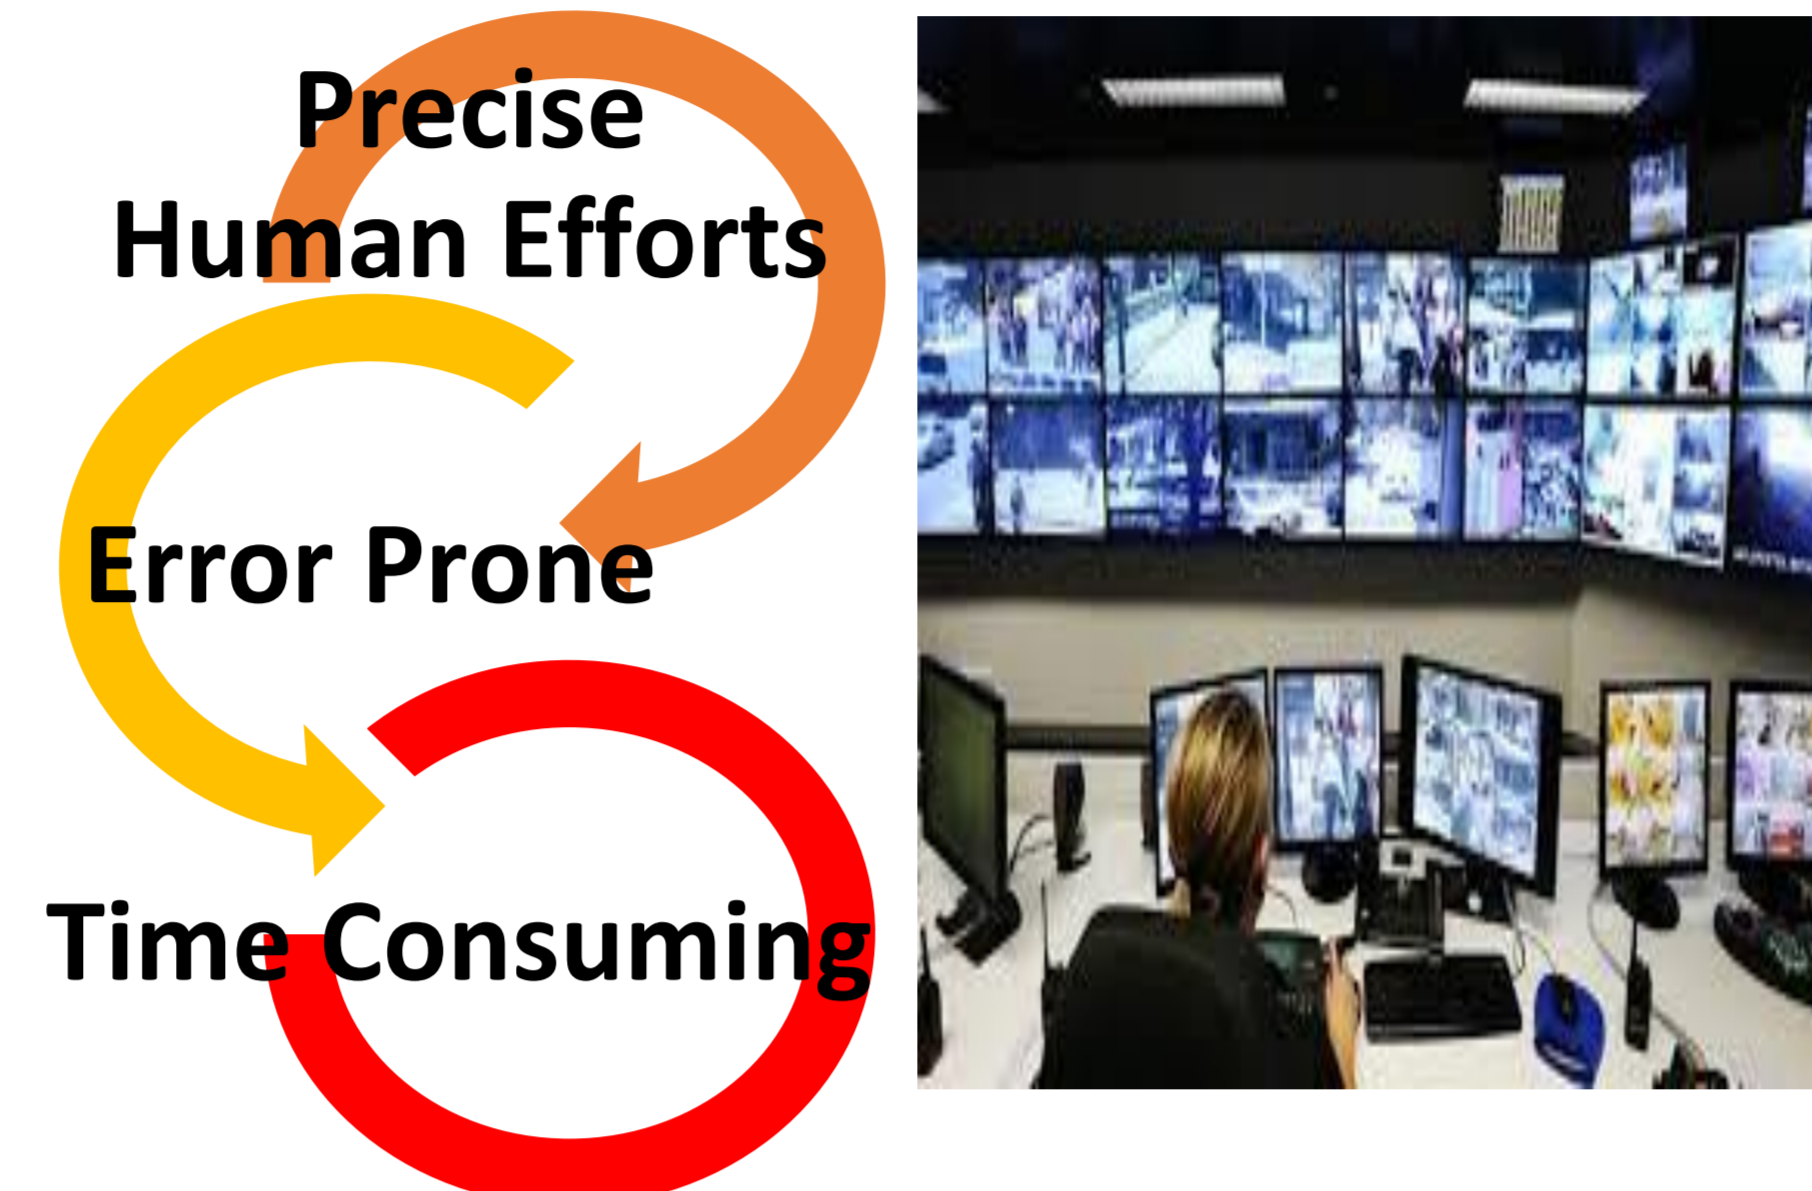 Precise
Human Efforts
Error Prone
Time Consuming